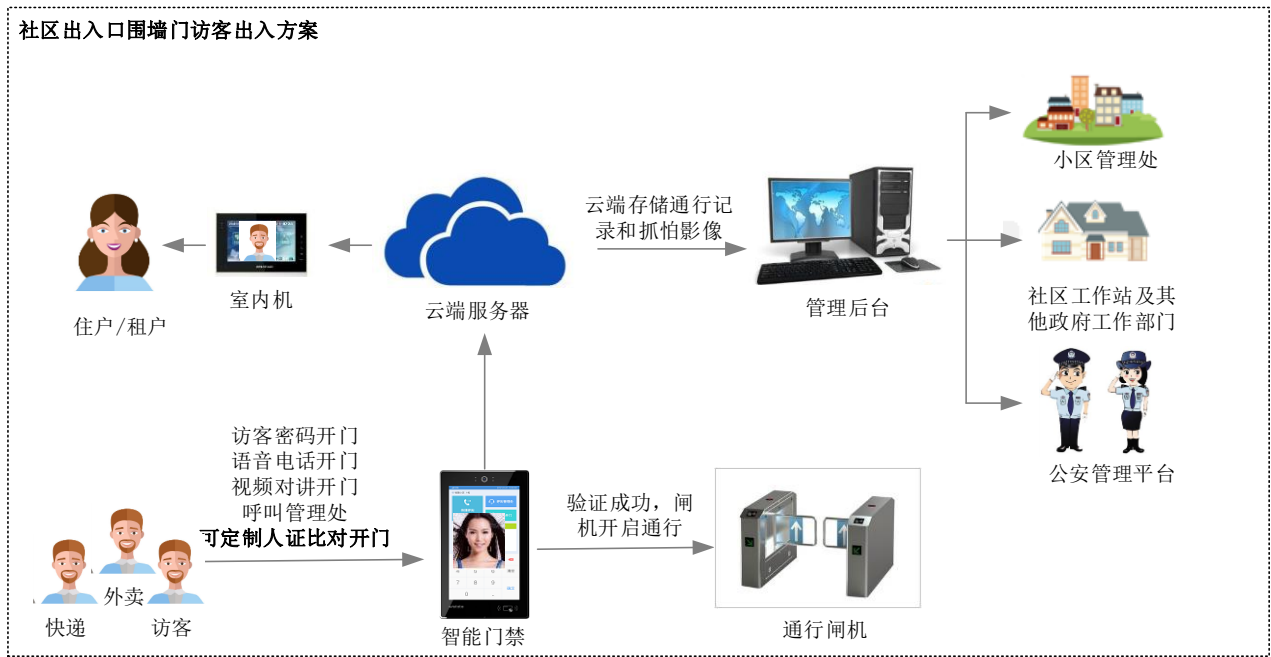 社区出入口围墙门访客出入方案
小区管理处
云端存储通行记
录和抓怕影像
室内机
云端服务器
管理后台
住户/租户
社区工作站及其
他政府工作部门
访客密码开门
语音电话开门
视频对讲开门
呼叫管理处
可定制人证比对开门
验证成功，闸
机开启通行
公安管理平台
外卖
快递
访客
智能门禁
通行闸机
7 8 9
0